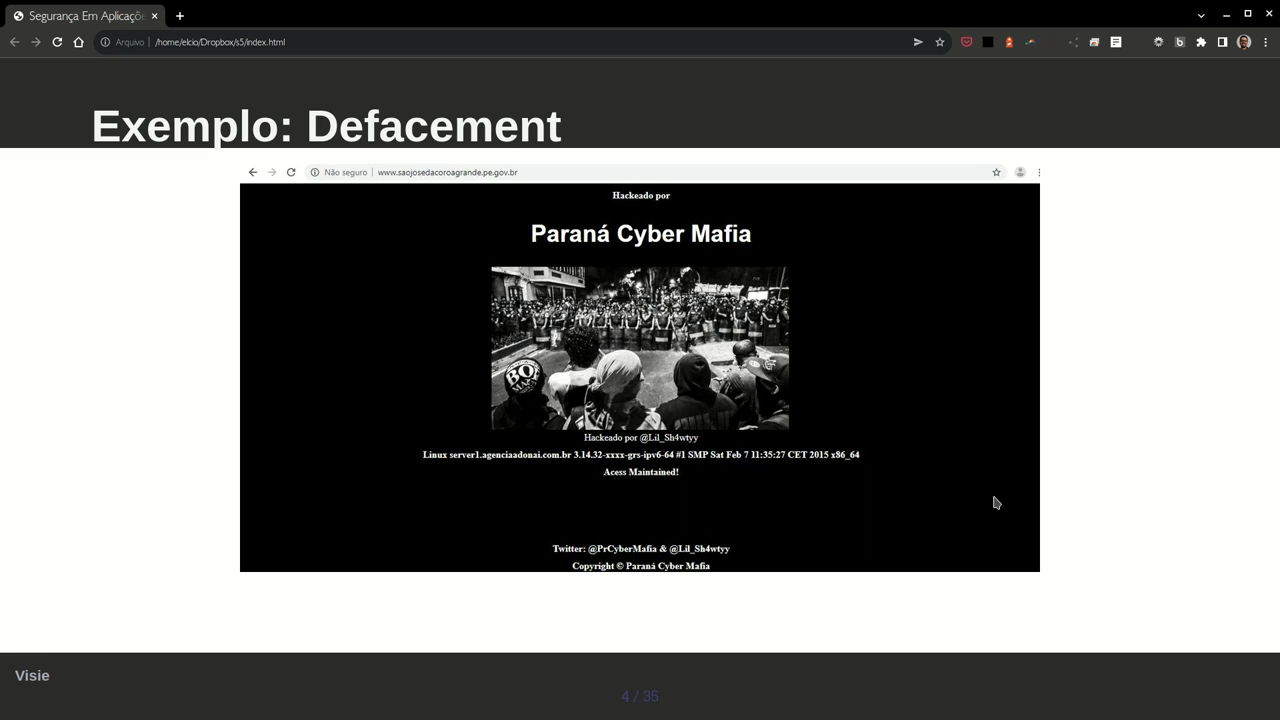 Segurança Em Aplicaçõ
Arquivo | /home/elcio/Dropbox/s5/index.html
Exemplo: Defacement
Não seguro | www.saojosedacoroagrande.pe.gov.br
Hackeado por
Paraná Cyber Mafia
Hackeado por @Lil_Sh4wtyy
Linux server1.agenciaadonai.com.br 3.14.32-xxxx-grs-ipv6-64 #1 SMP Sat Feb 7 11:35:27 CET 2015 x86_64
Acess Maintained!
Twitter: @PrCyberMafia & @Lil_Sh4wtyy
Copyright © Paraná Cyber Mafia
Visie
4 / 35